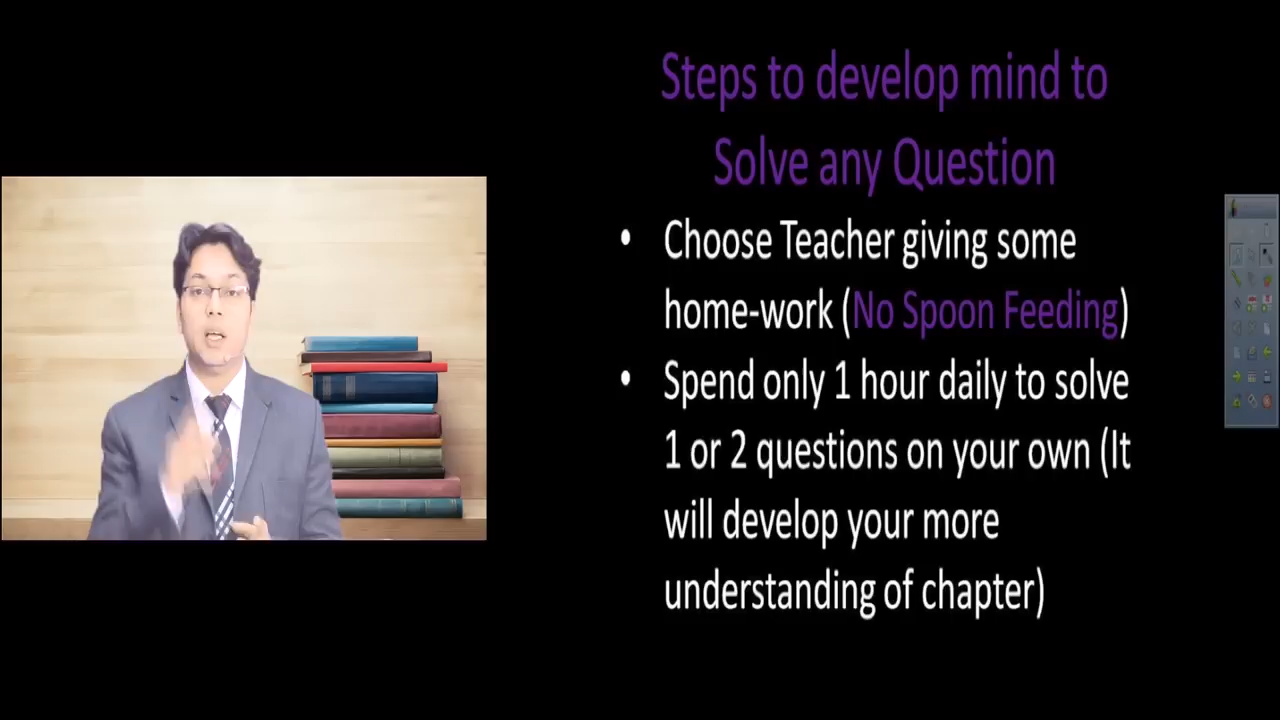 Steps to develop mind to
Solve any Question
• Choose Teacher giving some
home-work (No Spoon Feeding)
• Spend only 1 hour daily to solve
1 or 2 questions on your own (It
will develop your more
understanding of chapter)